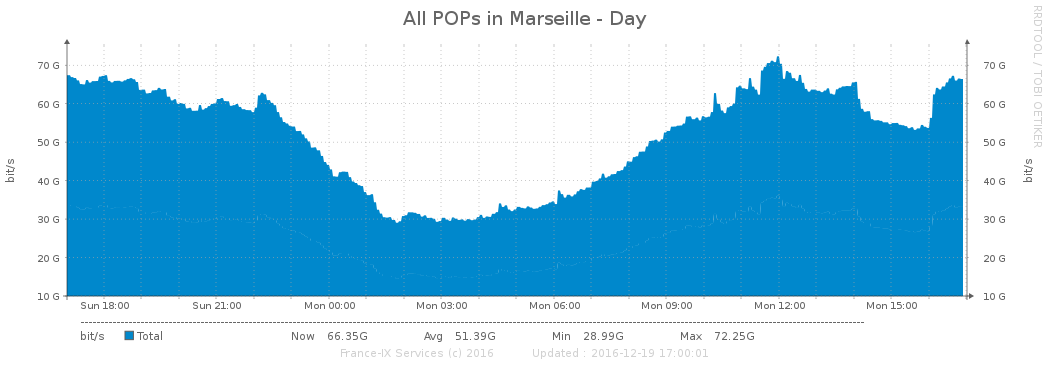 All POPs in Marseille - Day
RRDTOOL / TOBI OETIKER
bit/s
70 G
60 G
50 G
40 G
30 G
20 G
10 G
70 G
60 G
50 G
40 G
30 G
20 G
10 G
bit/s
Sun 18:00 Sun 21:00 Mon 00:00 Mon 03:00 Mon 06:00 Mon 09:00 Mon 12:00 Mon 15:00
bit/s Total Now 66.35G Avg 51.39G Min 28.99G Max 72.25G
France-IX Services (c) 2016 Updated : 2016-12-19 17:00:01